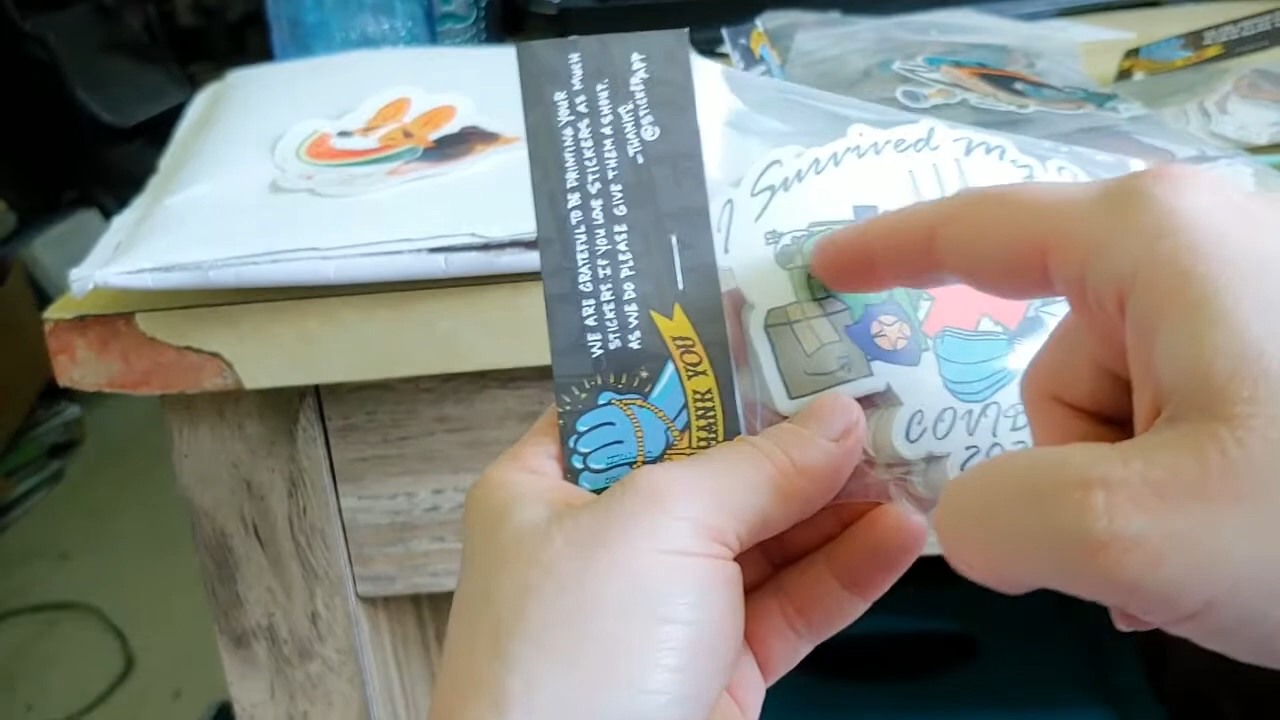 WE ARE GRATEFUL TO BE PRINTING YOUR
STICKERS. IF YOU LOVE STICKERS AS MUCH
AS WE DO PLEASE GIVE THEM A SHOUT.
-THANKS,
@STICKERAPP
THANK YOU
I Survived my
COVID